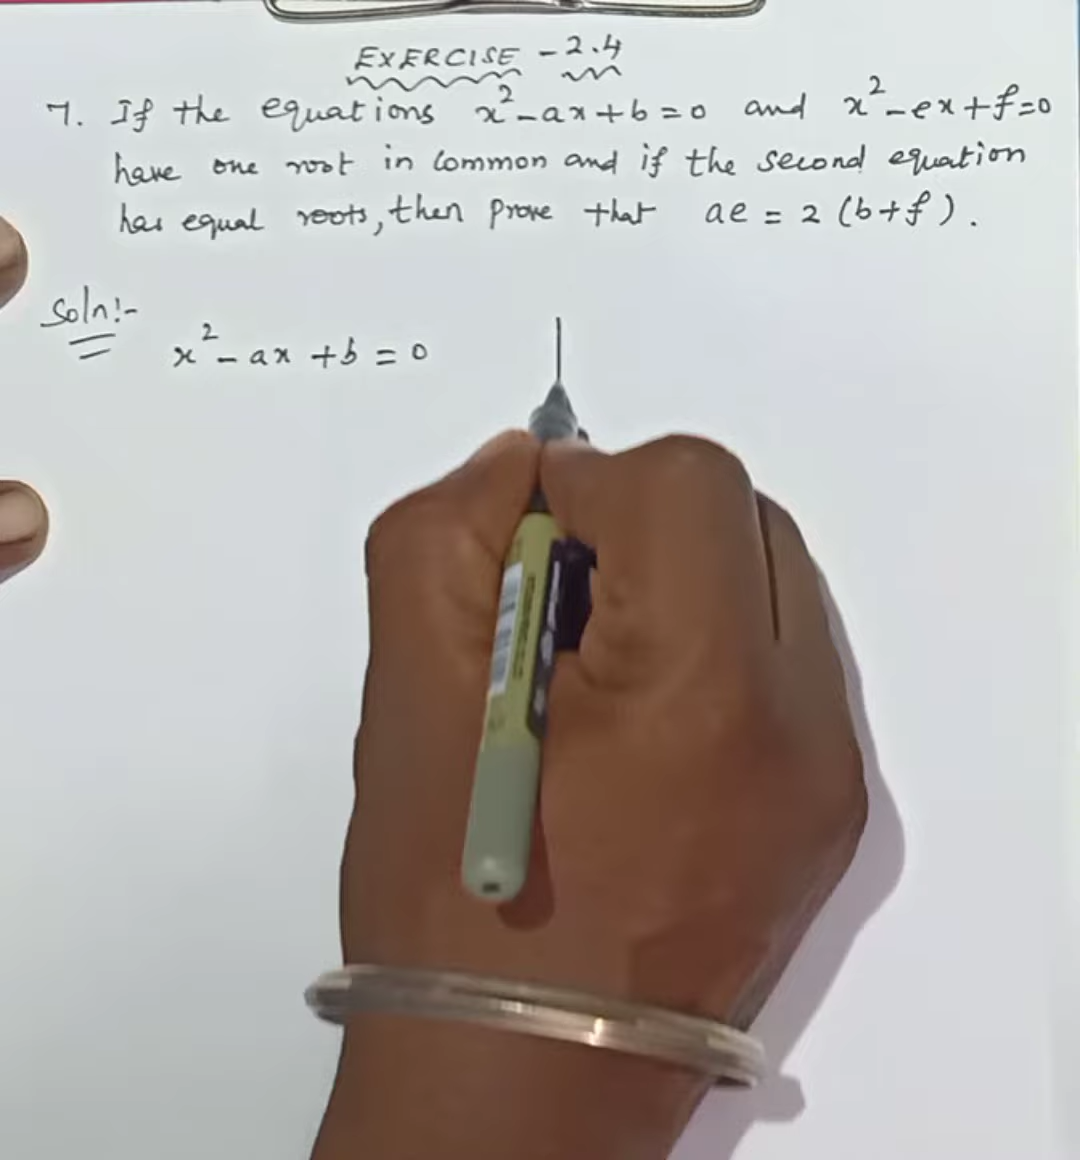 EXERCISE - 2.4
7. If the equations x²-ax+b=0 and x²-ex+f=0
have one root in common and if the second equation
has equal roots, then prove that ae = 2 (b+f).
Soln:-
x²-ax+b=0